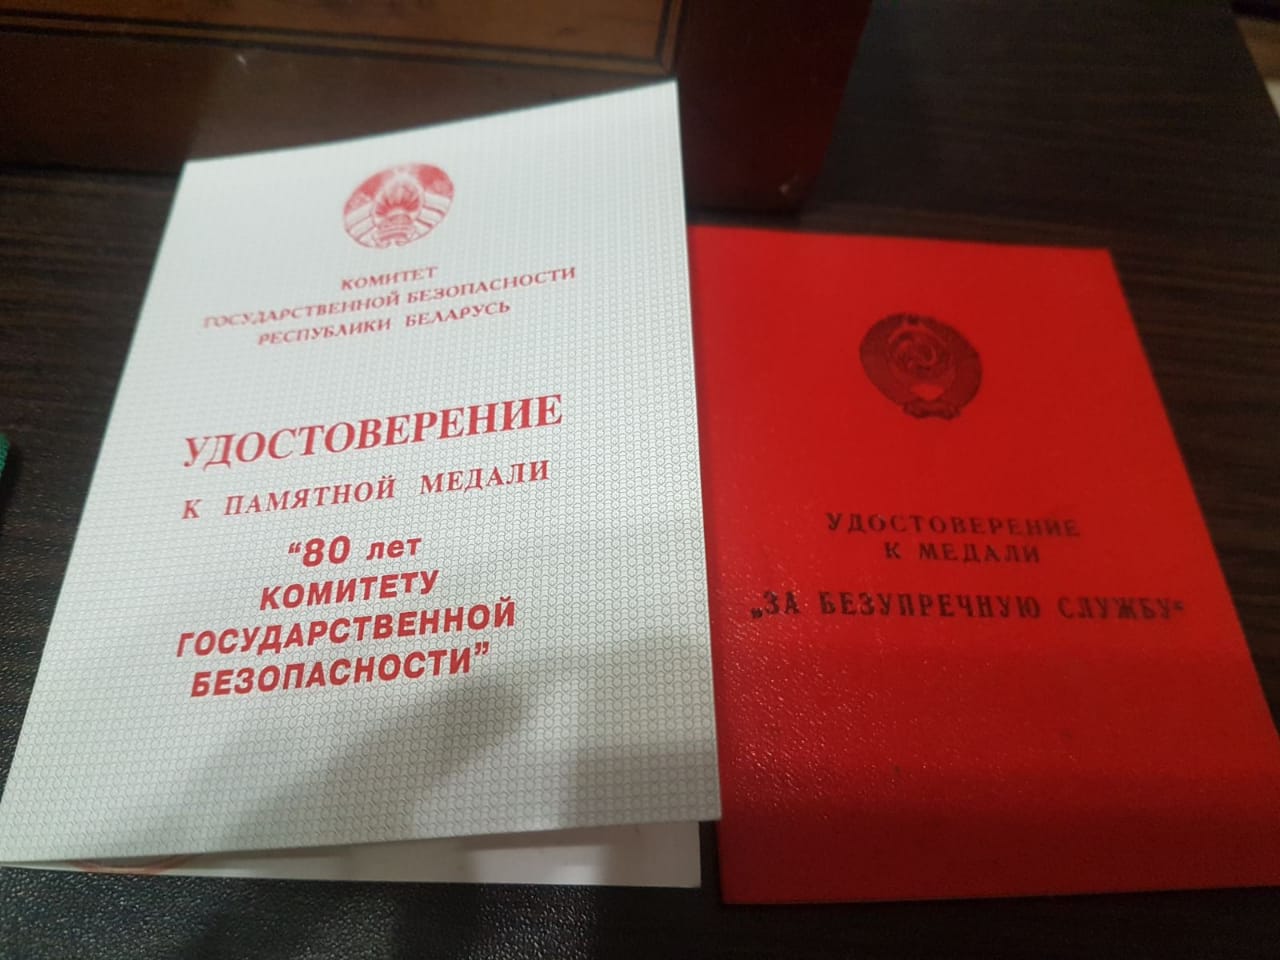 КОМИТЕТ
ГОСУДАРСТВЕННОЙ БЕЗОПАСНОСТИ
РЕСПУБЛИКИ БЕЛАРУСЬ
УДОСТОВЕРЕНИЕ
К ПАМЯТНОЙ МЕДАЛИ
“80 лет
КОМИТЕТУ
ГОСУДАРСТВЕННОЙ
БЕЗОПАСНОСТИ”
УДОСТОВЕРЕНИЕ
К МЕДАЛИ
„ЗА БЕЗУПРЕЧНУЮ СЛУЖБУ“